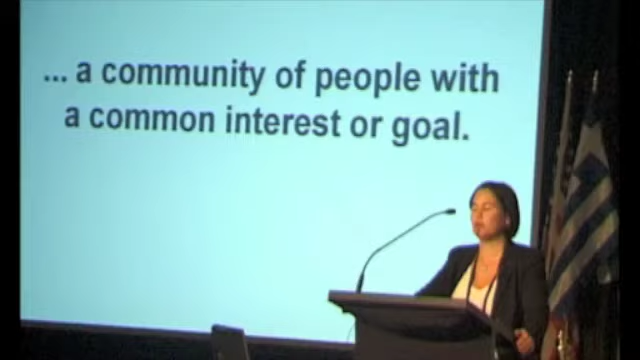 ... a community of people with
a common interest or goal.